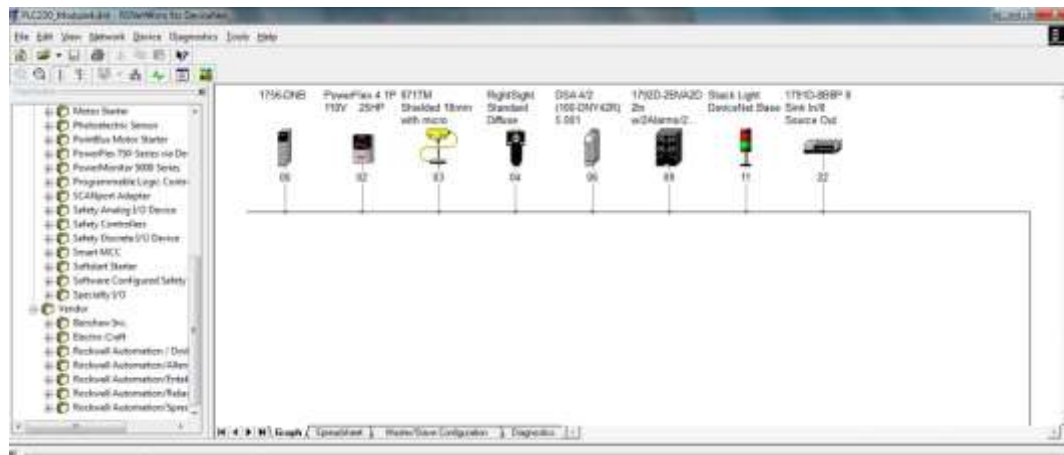 PLC230_Module4.dnt - RSNetWorx for DeviceNet
File Edit View Network Device Diagnostics Tools Help
Motor Starter
Photoelectric Sensor
PointBus Motor Starter
PowerFlex 750-Series via De
PowerMonitor 3000 Series
Programmable Logic Contr
SCANport Adapter
Safety Analog I/O Device
Safety Controllers
Safety Discrete I/O Device
Smart MCC
Softstart Starter
Software Configured Safety
Specialty I/O
Vendor
Benshaw Inc.
Electro-Craft
Rockwell Automation
Rockwell Automation/Allen
Rockwell Automation/Entek
Rockwell Automation/Relia
Rockwell Automation/Sprec
1756-DNB
00
PowerFlex 4 1P
110V .25HP
02
871TM
Shielded 18mm
with micro
03
RightSight
Standard
Diffuse
04
DSA 4/2
(100-DNY42R)
5.001
06
1792D-2BVA2D
2in
w/2Alarms/2..
Stack Light
DeviceNet Base
11
1791D-8B8P 8
Sink In/8
Source Out
22
Graph
Spreadsheet
Master/Slave Configuration
Diagnostics